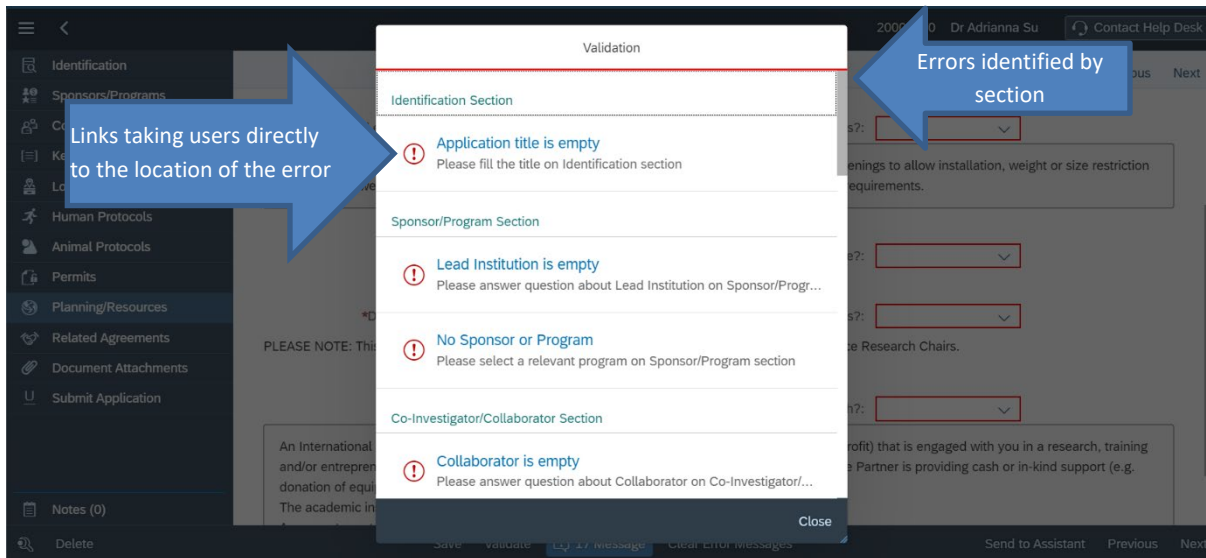 Dr Adrianna Su
Contact Help Desk
Validation
Errors identified by
section
Next
Identification
Sponsors/Programs
Identification Section
Links taking users directly
to the location of the error
Application title is empty
Please fill the title on Identification section
s?:
enings to allow installation, weight or size restriction
equirements.
Human Protocols
Sponsor/Program Section
Animal Protocols
Lead Institution is empty
Please answer question about Lead Institution on Sponsor/Progr...
e?:
Permits
Planning/Resources
s?:
Related Agreements
No Sponsor or Program
Please select a relevant program on Sponsor/Program section
PLEASE NOTE: Thi
e Research Chairs.
Document Attachments
Submit Application
Co-Investigator/Collaborator Section
h?:
An International
and/or entrepren
donation of equi
The academic in
Collaborator is empty
Please answer question about Collaborator on Co-Investigator/...
rofit) that is engaged with you in a research, training
e Partner is providing cash or in-kind support (e.g.
Notes (0)
Close
Delete
Save Validate 17 Message Clear Error Messages
Send to Assistant Previous Next